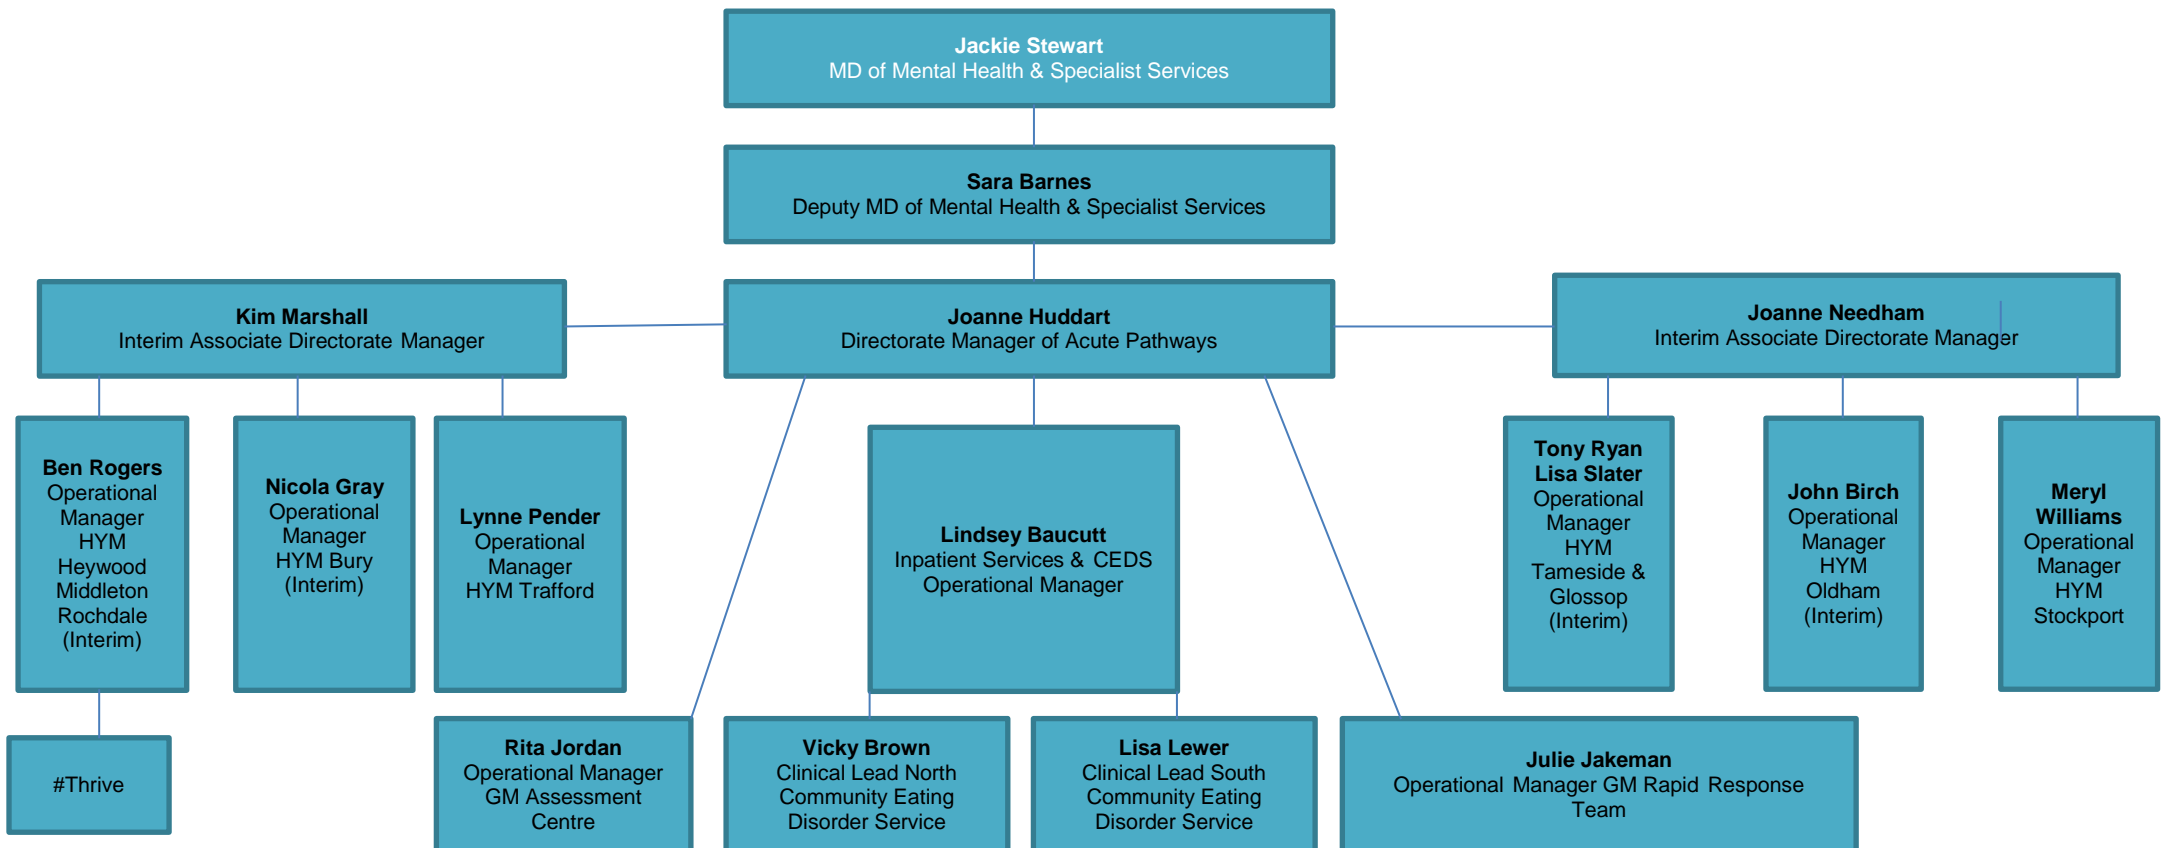 Jackie Stewart
MD of Mental Health & Specialist Services
Sara Barnes
Deputy MD of Mental Health & Specialist Services
Kim Marshall
Interim Associate Directorate Manager
Joanne Huddart
Directorate Manager of Acute Pathways
Joanne Needham
Interim Associate Directorate Manager
Ben Rogers
Operational
Manager
HYM
Heywood
Middleton
Rochdale
(Interim)
Nicola Gray
Operational
Manager
HYM Bury
(Interim)
Lynne Pender
Operational
Manager
HYM Trafford
Lindsey Baucutt
Inpatient Services & CEDS
Operational Manager
Tony Ryan
Lisa Slater
Operational
Manager
HYM
Tameside &
Glossop
(Interim)
John Birch
Operational
Manager
HYM
Oldham
(Interim)
Meryl
Williams
Operational
Manager
HYM
Stockport
#Thrive
Rita Jordan
Operational Manager
GM Assessment
Centre
Vicky Brown
Clinical Lead North
Community Eating
Disorder Service
Lisa Lewer
Clinical Lead South
Community Eating
Disorder Service
Julie Jakeman
Operational Manager GM Rapid Response
Team